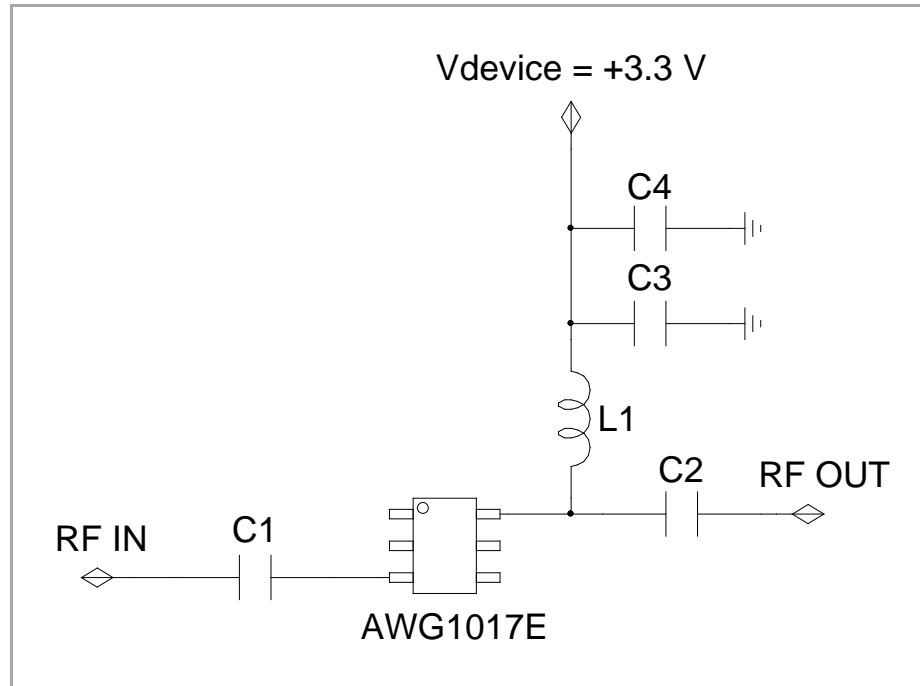 Vdevice = +3.3 V
C4
C3
L1
C2
RF OUT
C1
RF IN
AWG1017E